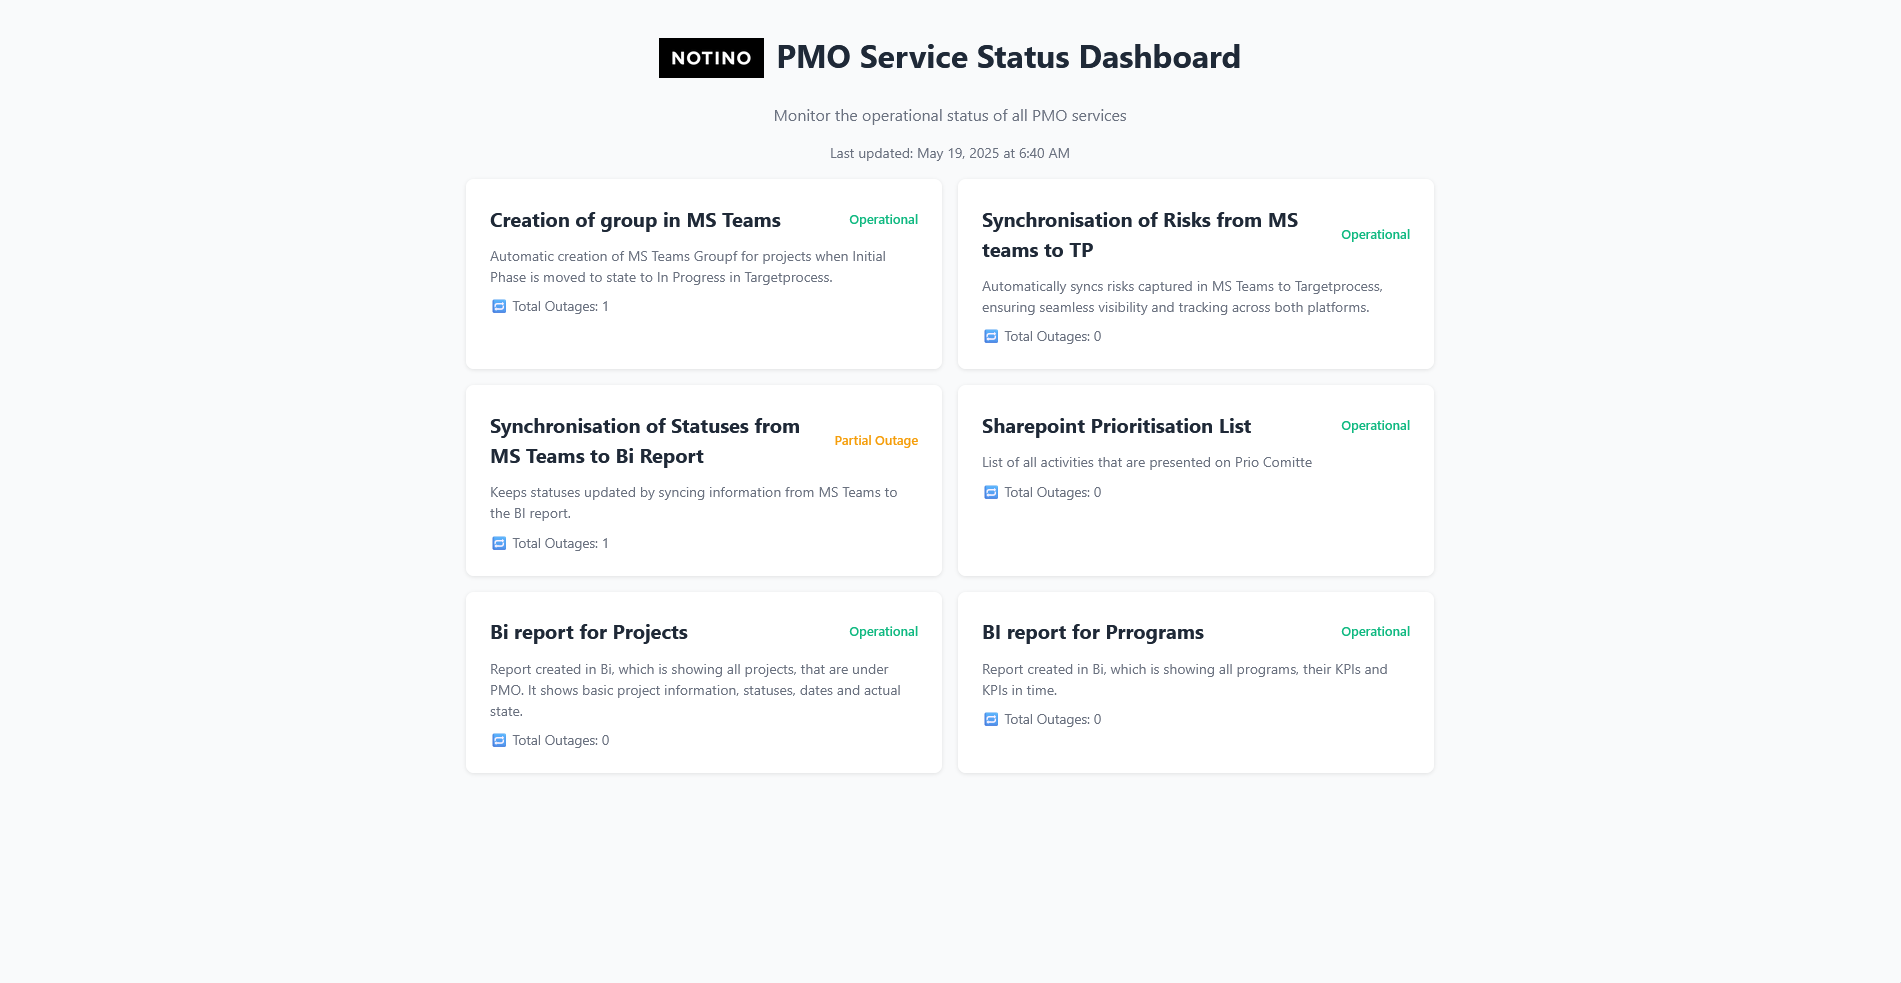 NOTINO PMO Service Status Dashboard
Monitor the operational status of all PMO services
Last updated: May 19, 2025 at 6:40 AM
Creation of group in MS Teams
Operational
Automatic creation of MS Teams Groupf for projects when Initial
Phase is moved to state to In Progress in Targetprocess.
Total Outages: 1
Synchronisation of Risks from MS
teams to TP
Operational
Automatically syncs risks captured in MS Teams to Targetprocess,
ensuring seamless visibility and tracking across both platforms.
Total Outages: 0
Synchronisation of Statuses from
MS Teams to Bi Report
Partial Outage
Keeps statuses updated by syncing information from MS Teams to
the BI report.
Total Outages: 1
Sharepoint Prioritisation List
Operational
List of all activities that are presented on Prio Comitte
Total Outages: 0
Bi report for Projects
Operational
Report created in Bi, which is showing all projects, that are under
PMO. It shows basic project information, statuses, dates and actual
state.
Total Outages: 0
BI report for Prrograms
Operational
Report created in Bi, which is showing all programs, their KPIs and
KPIs in time.
Total Outages: 0